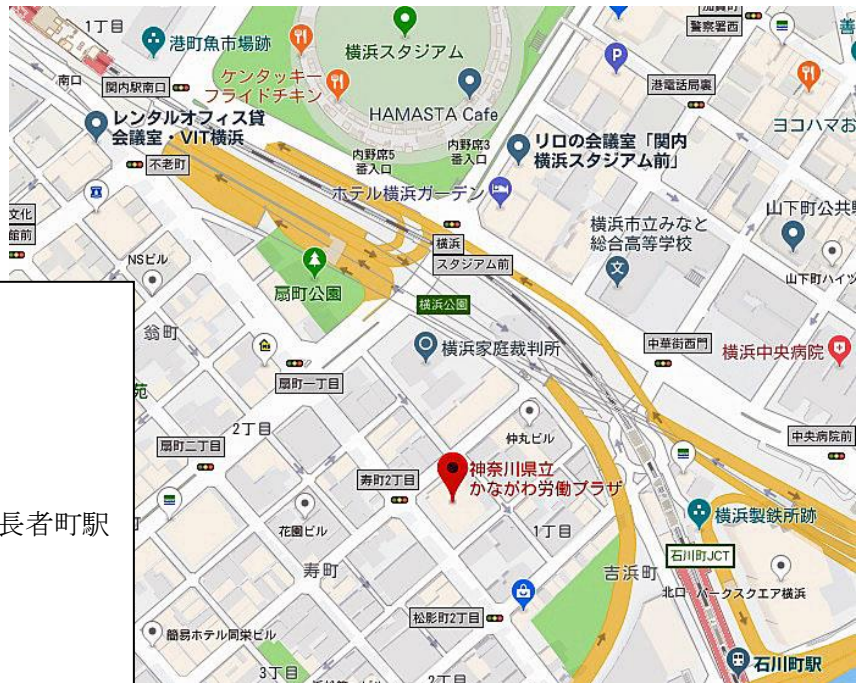 1丁目
港町魚市場跡
南口
関内駅南口
ケンタッキー
フライドチキン
横浜スタジアム
HAMASTA Cafe
内野席5
番入口
内野席3
番入口
警察署西
港電話局裏
レンタルオフィス貸
会議室・VIT横浜
不老町
リロの会議室「関内
横浜スタジアム前」
ヨコハマお
ホテル横浜ガーデン
文化
館前
NSビル
扇町公園
横浜
スタジアム前
横浜市立みなと
総合高等学校
山下町公共駐
山下町ハイツ
横浜公園
翁町
横浜家庭裁判所
中華街西門
横浜中央病院
扇町一丁目
苑
2丁目
扇町二丁目
仲丸ビル
中央病院前
寿町2丁目
神奈川県立
かながわ労働プラザ
長者町駅
町
花園ビル
1丁目
横浜製鉄所跡
石川町JCT
寿町
吉浜町
北口
パークスクエア横浜
松影町2丁目
簡易ホテル同栄ビル
石川町駅
3丁目
2丁目